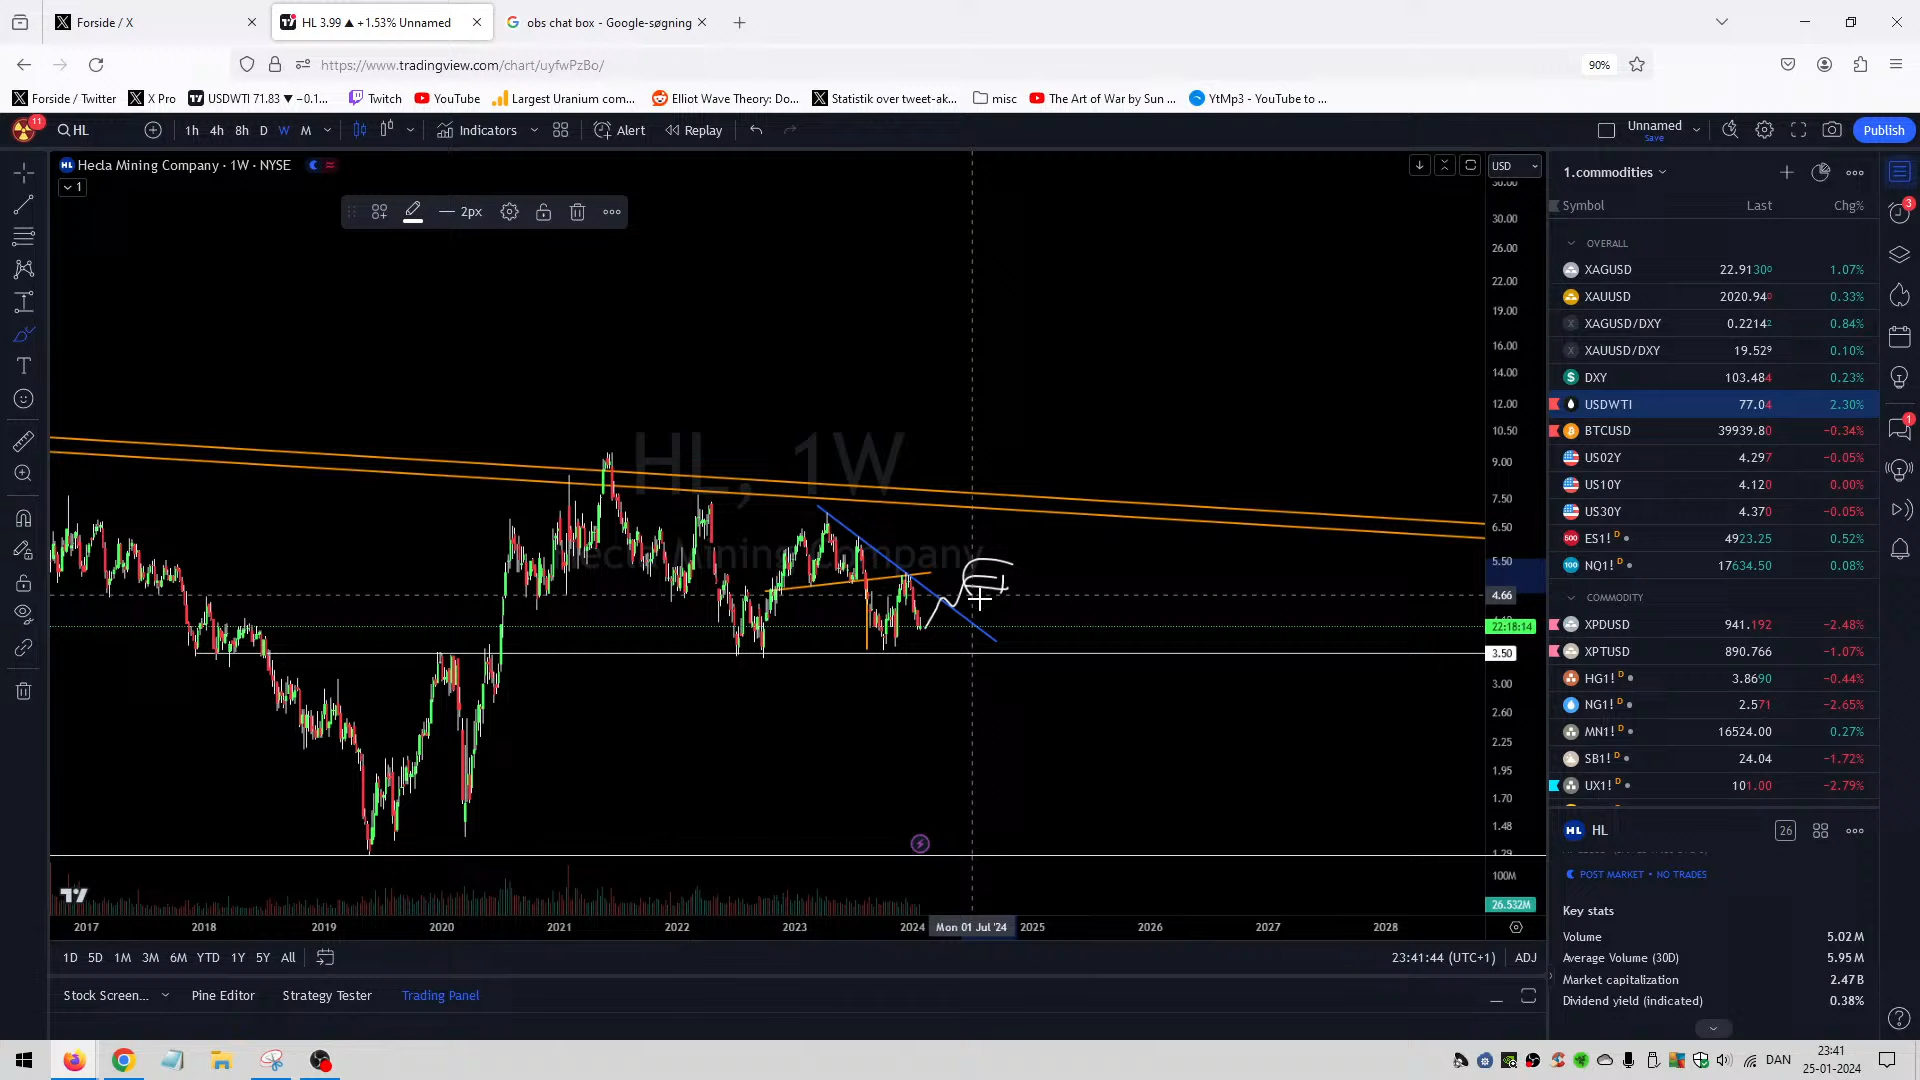 Forside / X
HL 3.99 ▲ +1.53% Unnamed
obs chat box - Google-søgning
https://www.tradingview.com/chart/uyfwPzBo/
90%
Forside / Twitter
X Pro
USDWTI 71.83 ▼ −0.1...
Twitch
YouTube
Largest Uranium com...
Elliot Wave Theory: Do...
Statistik over tweet-ak...
misc
The Art of War by Sun ...
YtMp3 - YouTube to ...
11
HL
1h 4h 8h D W M
Indicators
Alert
Replay
Unnamed
Save
Publish
Hecla Mining Company · 1W · NYSE
1
2px
USD
HL, 1W
Hecla Mining Company
30.00
26.00
22.00
19.00
16.00
14.00
12.00
10.50
9.00
7.50
6.50
5.50
4.66
22:18:14
3.50
3.00
2.60
2.25
1.95
1.70
1.48
1.29
100M
26.532M
2017 2018 2019 2020 2021 2022 2023 2024 Mon 01 Jul '24 2025 2026 2027 2028
1D 5D 1M 3M 6M YTD 1Y 5Y All
23:41:44 (UTC+1)
ADJ
Stock Screen...
Pine Editor
Strategy Tester
Trading Panel
1.commodities
Symbol Last Chg%
OVERALL
XAGUSD 22.9130⁰ 1.07%
XAUUSD 2020.94⁰ 0.33%
XAGUSD/DXY 0.2214² 0.84%
XAUUSD/DXY 19.52⁹ 0.10%
DXY 103.484 0.23%
USDWTI 77.04 2.30%
BTCUSD 39939.80 −0.34%
US02Y 4.297 −0.05%
US10Y 4.120 0.00%
US30Y 4.370 −0.05%
ES1! D 4923.25 0.52%
NQ1! D 17634.50 0.08%
COMMODITY
XPDUSD 941.192 −2.48%
XPTUSD 890.766 −1.07%
HG1! D 3.8690 −0.44%
NG1! D 2.571 −2.65%
MN1! D 16524.00 0.27%
SB1! D 24.04 −1.72%
UX1! D 101.00 −2.79%
HL
26
POST MARKET • NO TRADES
Key stats
Volume 5.02M
Average Volume (30D) 5.95M
Market capitalization 2.47B
Dividend yield (indicated) 0.38%
3
1
DAN
23:41
25-01-2024